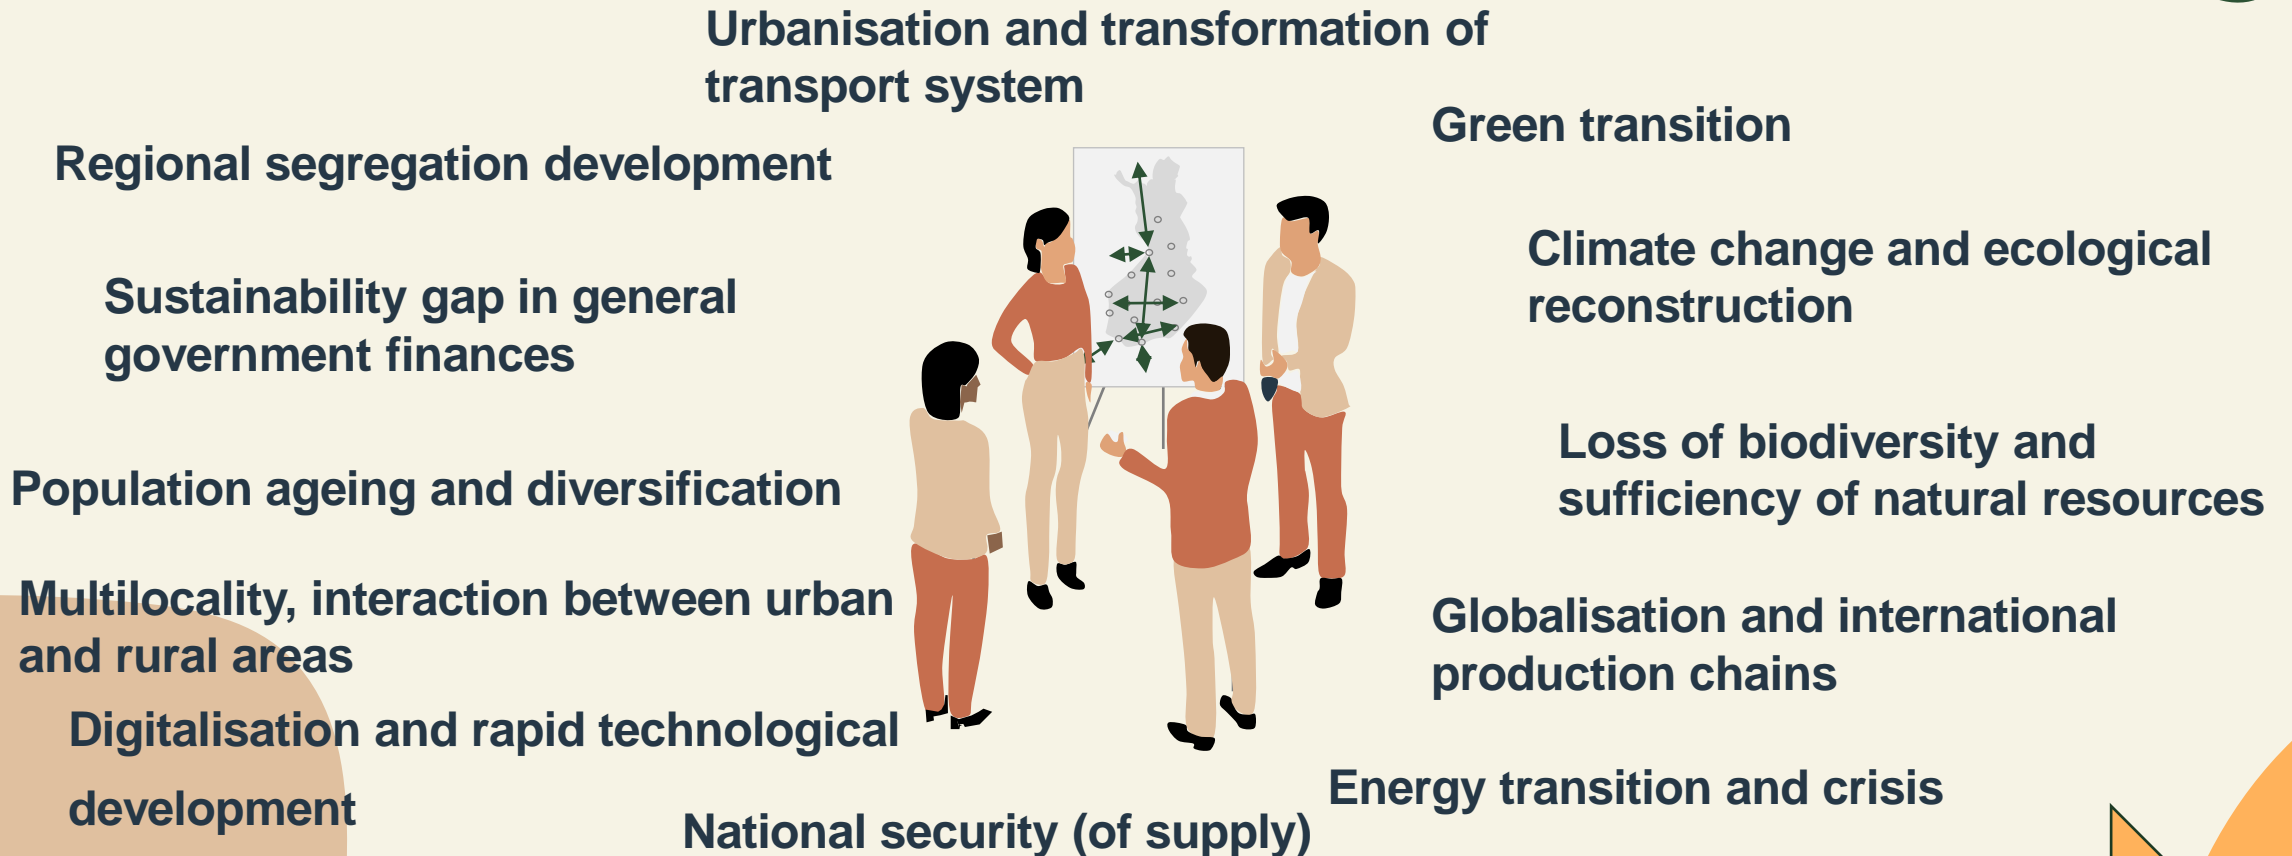 Urbanisation and transformation of
transport system
Green transition
Regional segregation development
Climate change and ecological
reconstruction
Sustainability gap in general
government finances
Loss of biodiversity and
sufficiency of natural resources
Population ageing and diversification
Multilocality, interaction between urban
and rural areas
Globalisation and international
production chains
Digitalisation and rapid technological
development
Energy transition and crisis
National security (of supply)